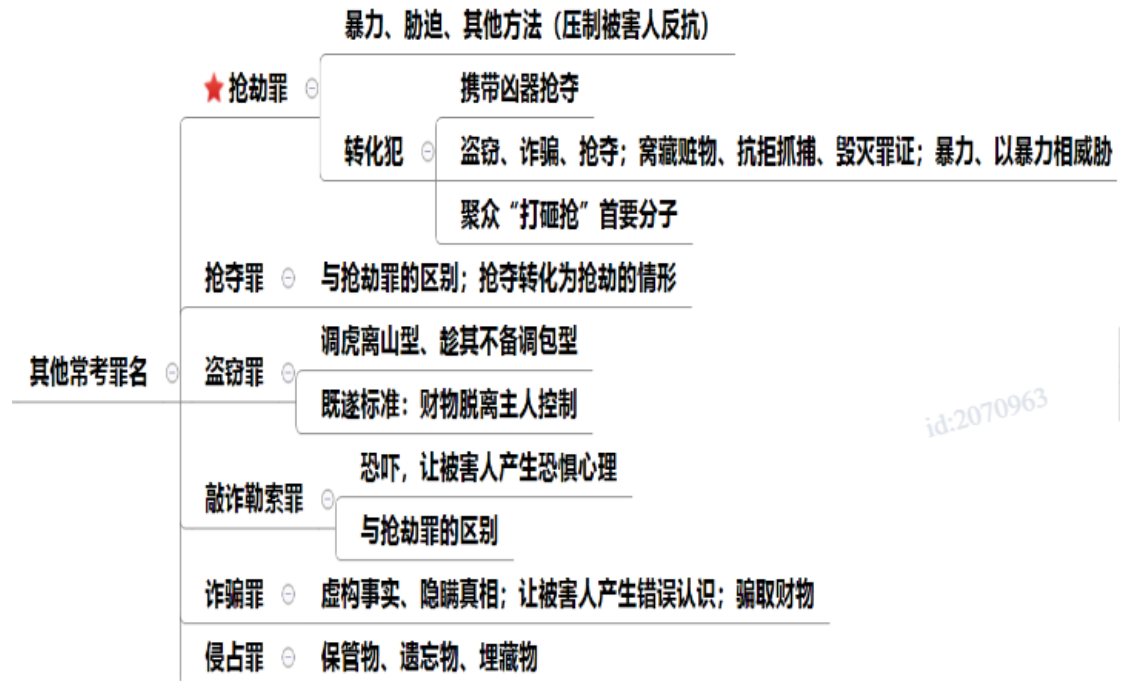 暴力、胁迫、其他方法（压制被害人反抗）
抢劫罪
携带凶器抢夺
转化犯
盗窃、诈骗、抢夺；窝藏赃物、抗拒抓捕、毁灭罪证；暴力、以暴力相威胁
聚众“打砸抢”首要分子
抢夺罪
与抢劫罪的区别；抢夺转化为抢劫的情形
其他常考罪名
盗窃罪
调虎离山型、趁其不备调包型
既遂标准：财物脱离主人控制
敲诈勒索罪
恐吓，让被害人产生恐惧心理
与抢劫罪的区别
诈骗罪
虚构事实、隐瞒真相；让被害人产生错误认识；骗取财物
侵占罪
保管物、遗忘物、埋藏物
id:2070963